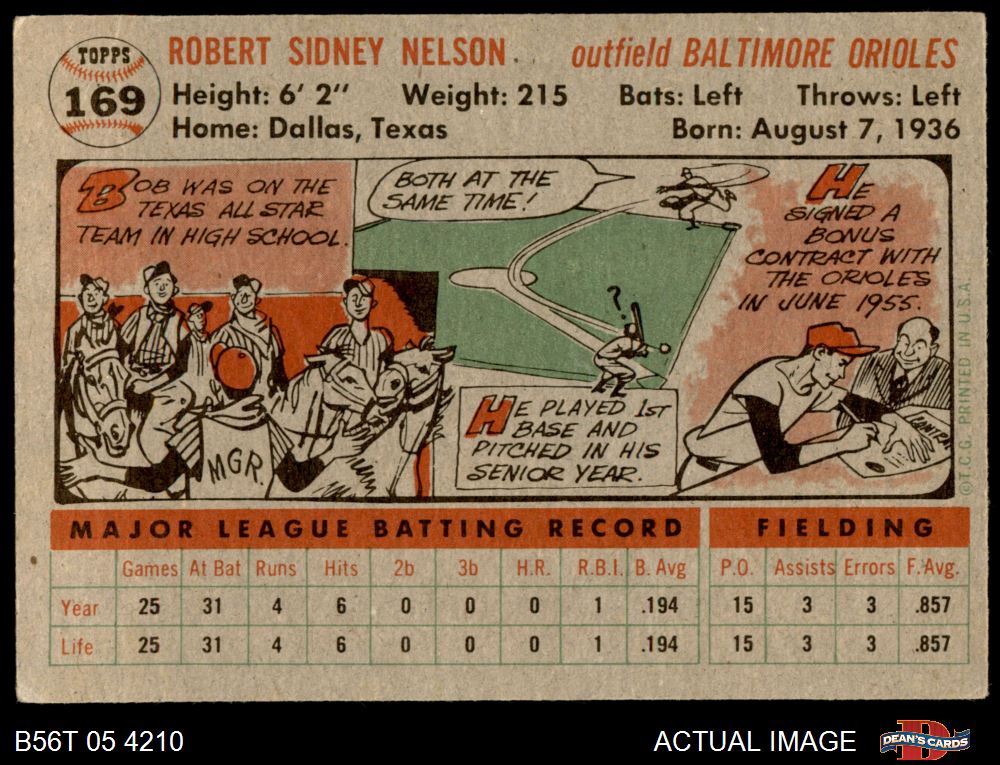 TOPPS
169
ROBERT SIDNEY NELSON. outfield BALTIMORE ORIOLES
Height: 6' 2" Weight: 215 Bats: Left Throws: Left
Home: Dallas, Texas Born: August 7, 1936
BOB WAS ON THE
TEXAS ALL STAR
TEAM IN HIGH SCHOOL.
MGR.
BOTH AT THE
SAME TIME!
?
HE PLAYED 1ST
BASE AND
PITCHED IN HIS
SENIOR YEAR.
HE
SIGNED A
BONUS
CONTRACT WITH
THE ORIOLES
IN JUNE 1955.
©T.C.G. PRINTED IN U.S.A.
MAJOR LEAGUE BATTING RECORD FIELDING
Games At Bat Runs Hits 2b 3b H.R. R.B.I. B. Avg P.O. Assists Errors F.Avg.
Year 25 31 4 6 0 0 0 1 .194 15 3 3 .857
Life 25 31 4 6 0 0 0 1 .194 15 3 3 .857
B56T 05 4210 ACTUAL IMAGE DEAN'S CARDS